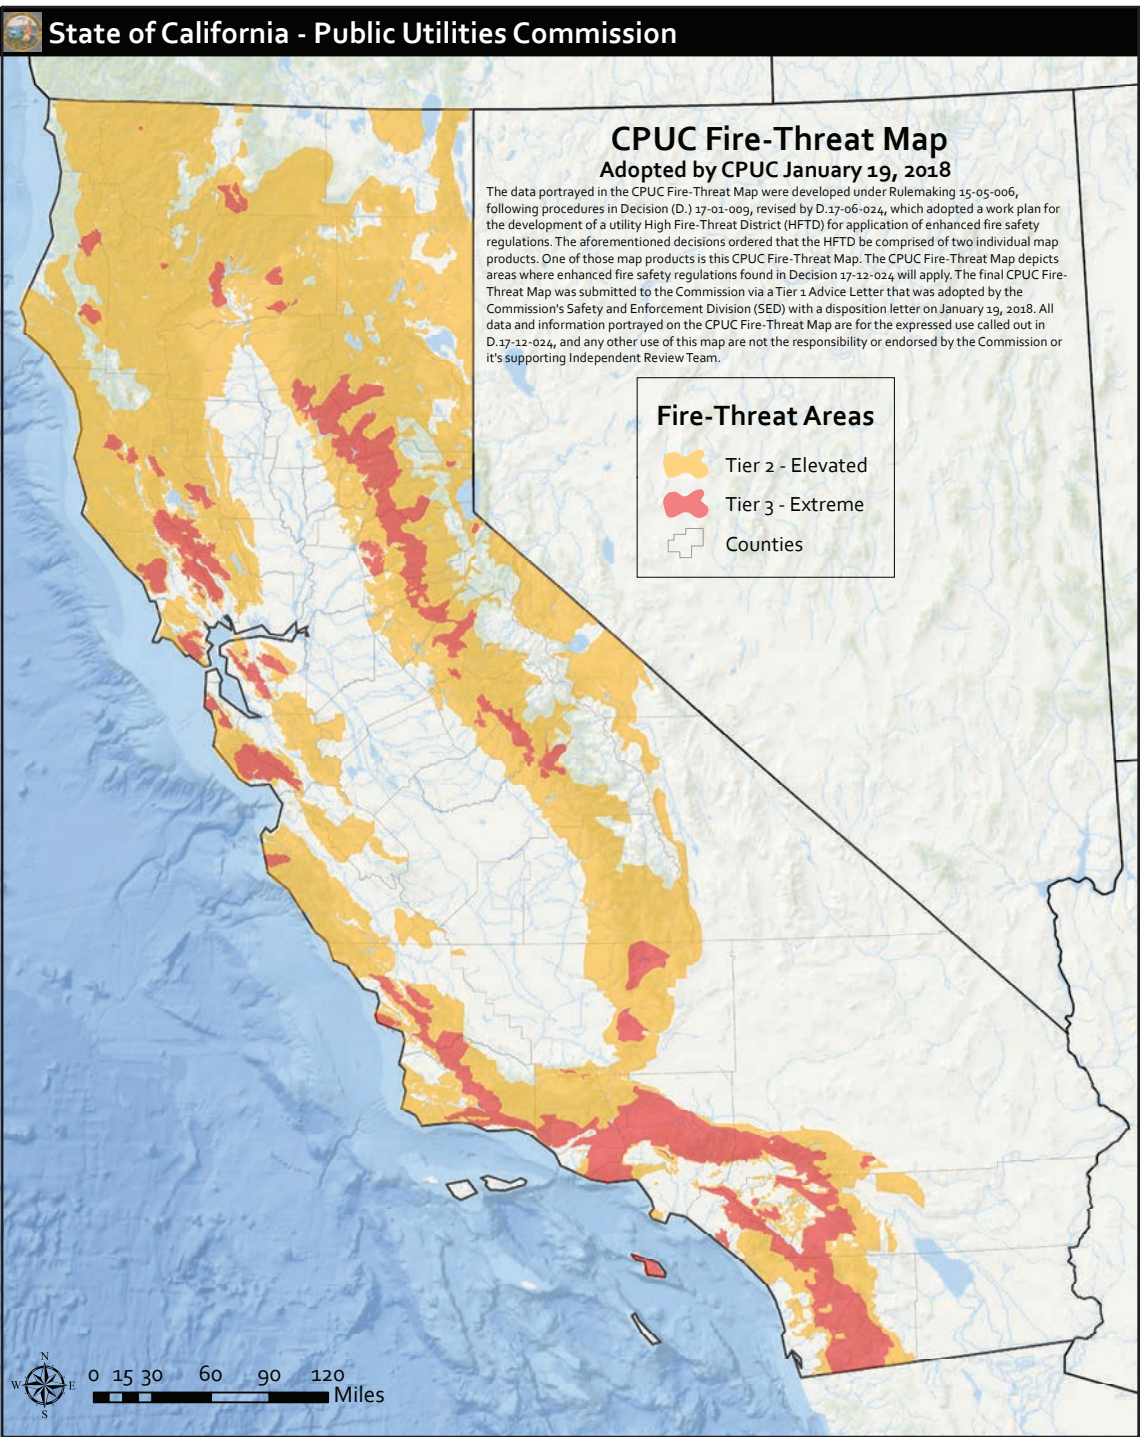 State of California - Public Utilities Commission
CPUC Fire-Threat Map
Adopted by CPUC January 19, 2018
The data portrayed in the CPUC Fire-Threat Map were developed under Rulemaking 15-05-006,
following procedures in Decision (D.) 17-01-009, revised by D.17-06-024, which adopted a work plan for
the development of a utility High Fire-Threat District (HFTD) for application of enhanced fire safety
regulations. The aforementioned decisions ordered that the HFTD be comprised of two individual map
products. One of those map products is this CPUC Fire-Threat Map. The CPUC Fire-Threat Map depicts
areas where enhanced fire safety regulations found in Decision 17-12-024 will apply. The final CPUC Fire-
Threat Map was submitted to the Commission via a Tier 1 Advice Letter that was adopted by the
Commission's Safety and Enforcement Division (SED) with a disposition letter on January 19, 2018. All
data and information portrayed on the CPUC Fire-Threat Map are for the expressed use called out in
D.17-12-024, and any other use of this map are not the responsibility or endorsed by the Commission or
it's supporting Independent Review Team.
Fire-Threat Areas
Tier 2 - Elevated
Tier 3 - Extreme
Counties
N
W E
S
0 15 30 60 90 120
Miles